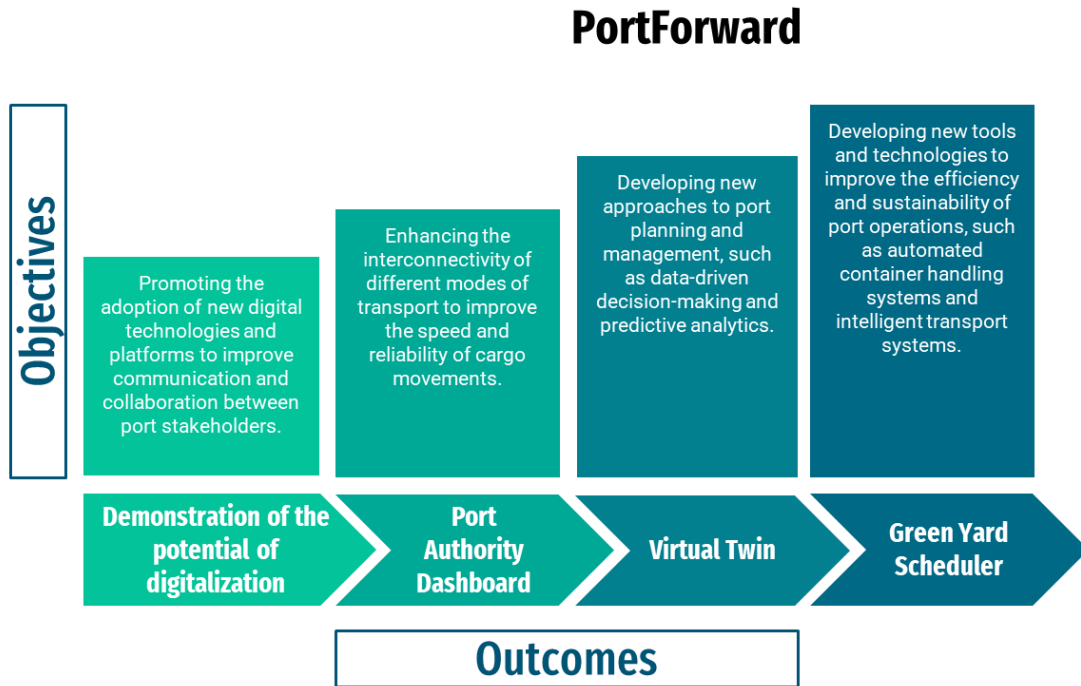 PortForward
Objectives
Promoting the
adoption of new digital
technologies and
platforms to improve
communication and
collaboration between
port stakeholders.
Enhancing the
interconnectivity of
different modes of
transport to improve
the speed and
reliability of cargo
movements.
Developing new
approaches to port
planning and
management, such
as data-driven
decision-making and
predictive analytics.
Developing new tools
and technologies to
improve the efficiency
and sustainability of
port operations, such
as automated
container handling
systems and
intelligent transport
systems.
Demonstration of the
potential of
digitalization
Port
Authority
Dashboard
Virtual Twin
Green Yard
Scheduler
Outcomes